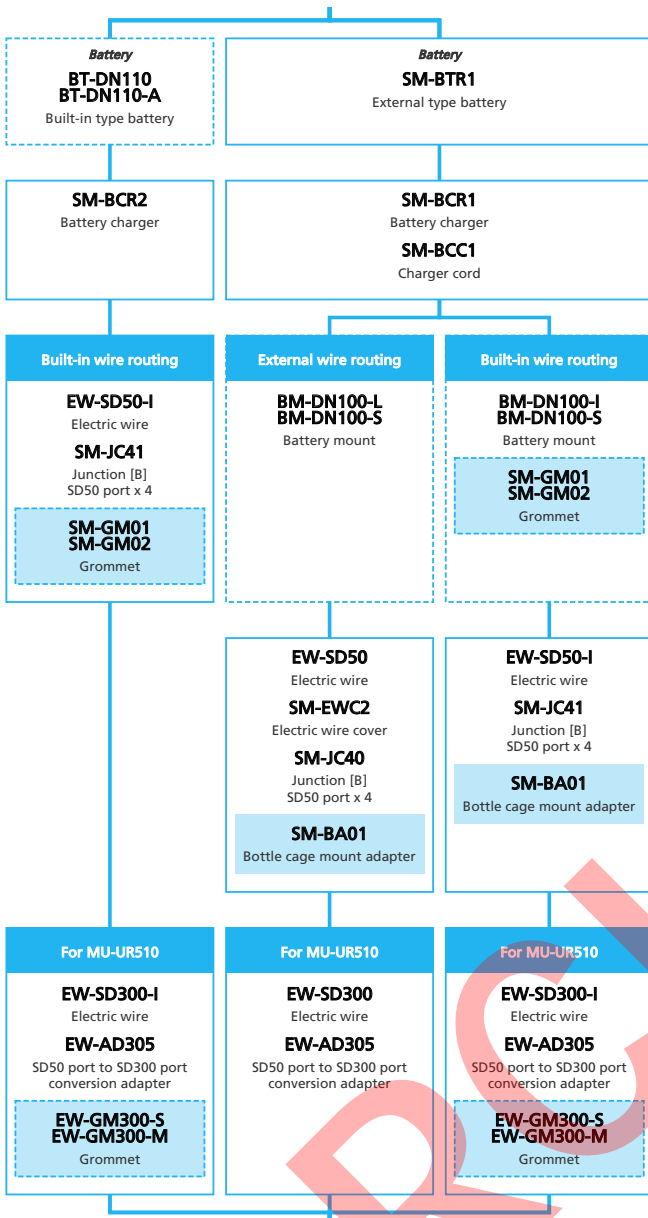 Battery
BT-DN110
BT-DN110-A
Built-in type battery
Battery
SM-BTR1
External type battery
SM-BCR2
Battery charger
SM-BCR1
Battery charger
SM-BCC1
Charger cord
Built-in wire routing
EW-SD50-I
Electric wire
SM-JC41
Junction [B]
SD50 port x 4
SM-GM01
SM-GM02
Grommet
External wire routing
BM-DN100-L
BM-DN100-S
Battery mount
Built-in wire routing
BM-DN100-I
BM-DN100-S
Battery mount
SM-GM01
SM-GM02
Grommet
EW-SD50
Electric wire
SM-EWC2
Electric wire cover
SM-JC40
Junction [B]
SD50 port x 4
SM-BA01
Bottle cage mount adapter
EW-SD50-I
Electric wire
SM-JC41
Junction [B]
SD50 port x 4
SM-BA01
Bottle cage mount adapter
For MU-UR510
EW-SD300-I
Electric wire
EW-AD305
SD50 port to SD300 port
conversion adapter
EW-GM300-S
EW-GM300-M
Grommet
For MU-UR510
EW-SD300
Electric wire
EW-AD305
SD50 port to SD300 port
conversion adapter
For MU-UR510
EW-SD300-I
Electric wire
EW-AD305
SD50 port to SD300 port
conversion adapter
EW-GM300-S
EW-GM300-M
Grommet